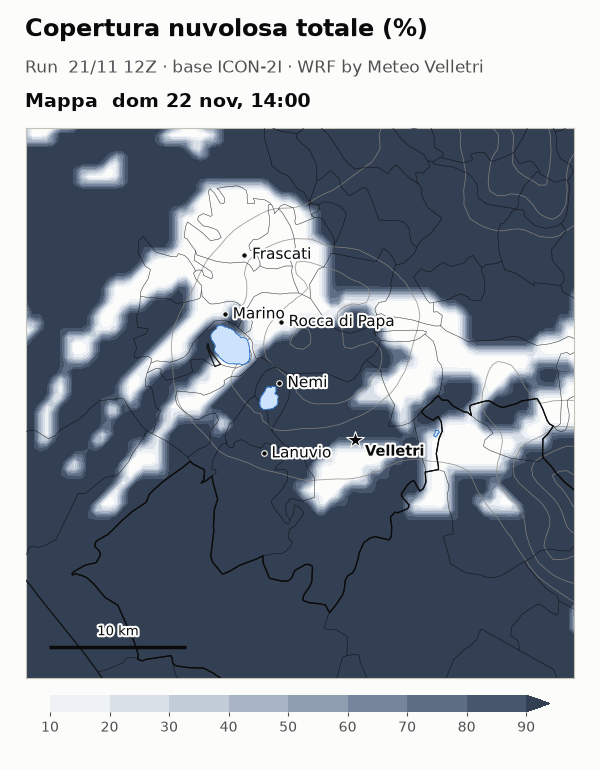 Copertura nuvolosa totale (%)
Run 21/11 12Z · base ICON-2I · WRF by Meteo Velletri
Mappa dom 22 nov, 14:00
Frascati
Marino
Rocca di Papa
Nemi
Velletri
Lanuvio
10 km
10 20 30 40 50 60 70 80 90